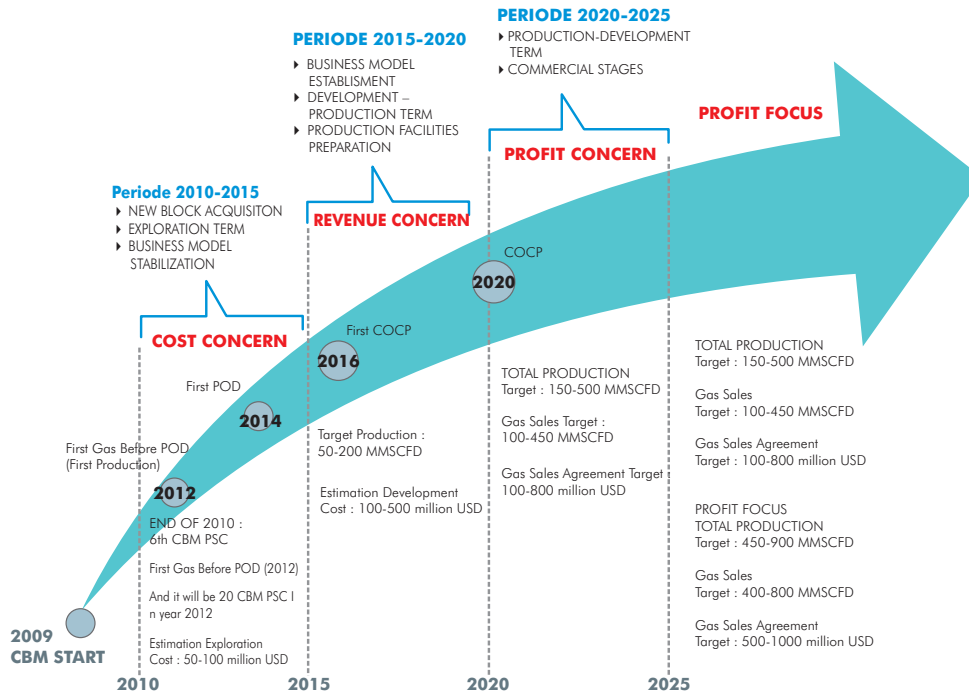 PERIODE 2020-2025
PRODUCTION-DEVELOPMENT
TERM
COMMERCIAL STAGES
PERIODE 2015-2020
BUSINESS MODEL
ESTABLISMENT
DEVELOPMENT –
PRODUCTION TERM
PRODUCTION FACILITIES
PREPARATION
PROFIT FOCUS
PROFIT CONCERN
Periode 2010-2015
NEW BLOCK ACQUISITON
EXPLORATION TERM
BUSINESS MODEL
STABILIZATION
REVENUE CONCERN
COCP
2020
COST CONCERN
First COCP
2016
First POD
2014
First Gas Before POD
(First Production)
2012
END OF 2010 :
6th CBM PSC
First Gas Before POD (2012)
And it will be 20 CBM PSC I
n year 2012
Estimation Exploration
Cost : 50-100 million USD
Target Production :
50-200 MMSCFD
Estimation Development
Cost : 100-500 million USD
TOTAL PRODUCTION
Target : 150-500 MMSCFD
Gas Sales Target :
100-450 MMSCFD
Gas Sales Agreement Target
100-800 million USD
TOTAL PRODUCTION
Target : 150-500 MMSCFD
Gas Sales
Target : 100-450 MMSCFD
Gas Sales Agreement
Target : 100-800 million USD
PROFIT FOCUS
TOTAL PRODUCTION
Target : 450-900 MMSCFD
Gas Sales
Target : 400-800 MMSCFD
Gas Sales Agreement
Target : 500-1000 million USD
2009
CBM START
2010
2015
2020
2025